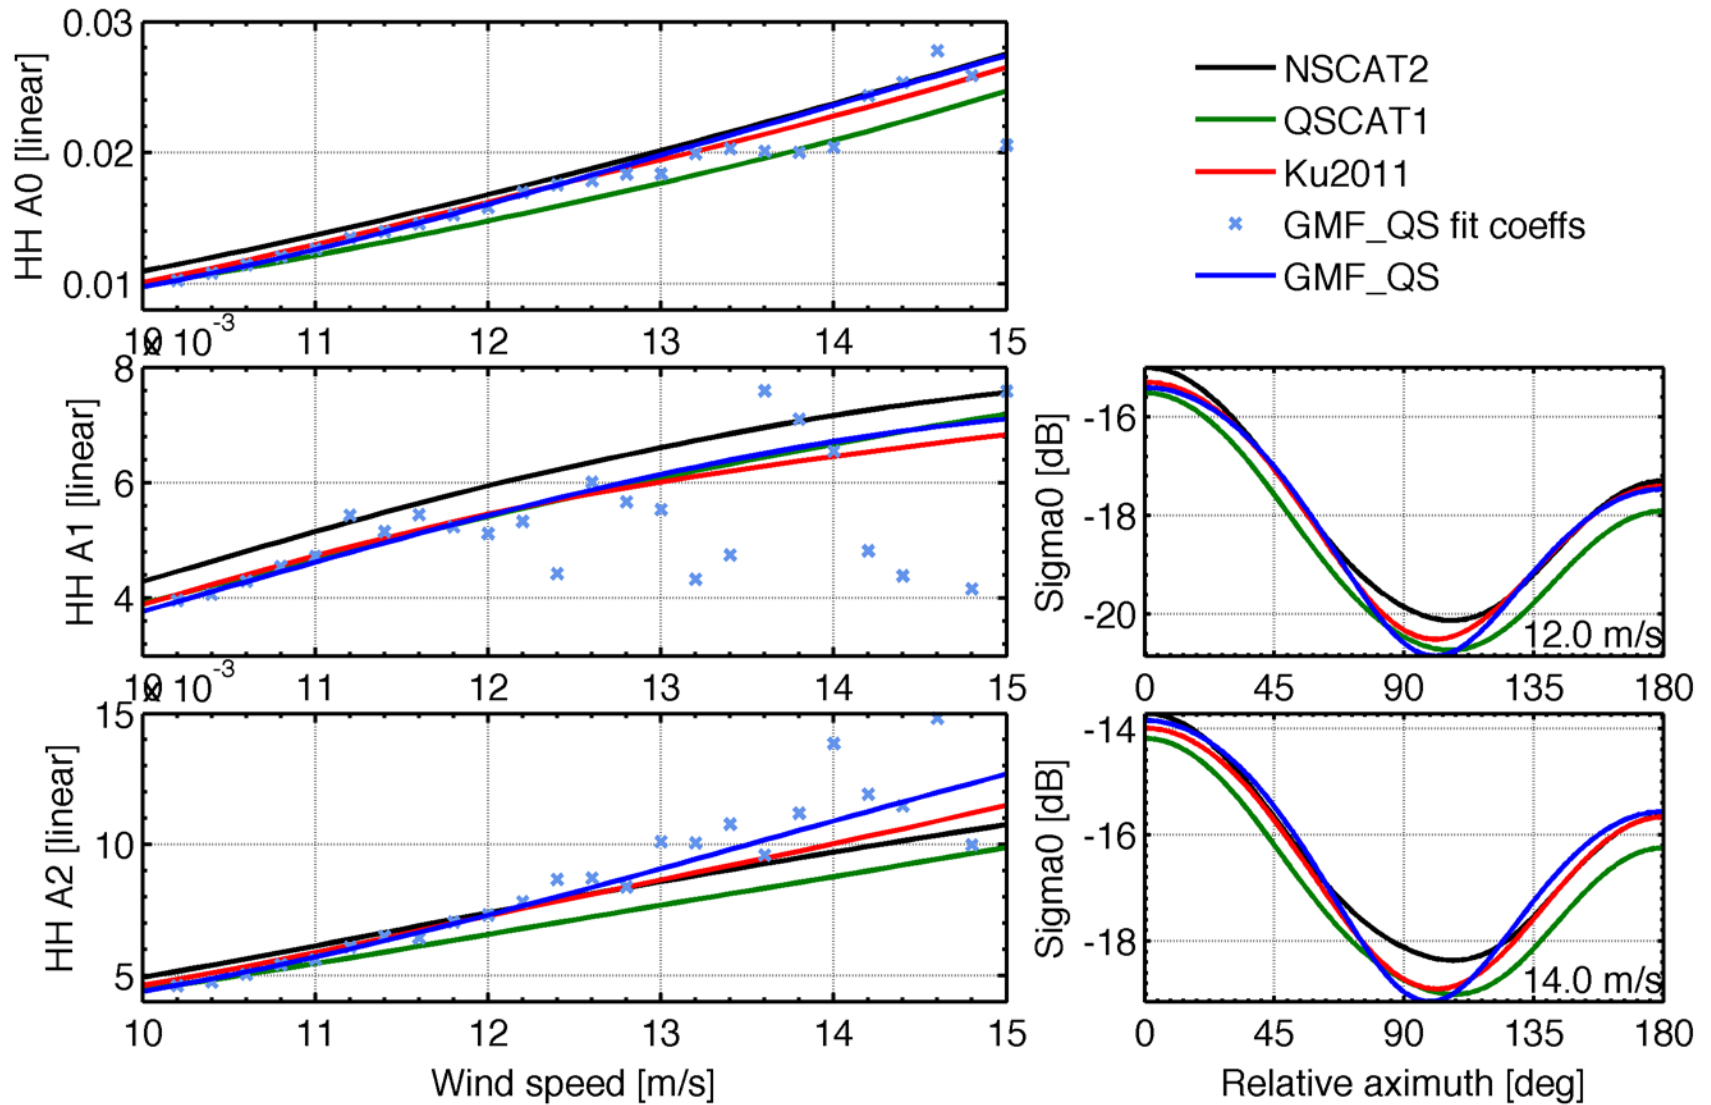 0.03
0.02
0.01
HH A0 [linear]
10 11 12 13 14 15
x 10-3
8
6
4
HH A1 [linear]
10 11 12 13 14 15
x 10-3
15
10
5
HH A2 [linear]
10 11 12 13 14 15
Wind speed [m/s]
NSCAT2
QSCAT1
Ku2011
GMF_QS fit coeffs
GMF_QS
-16
-18
-20
Sigma0 [dB]
12.0 m/s
0 45 90 135 180
-14
-16
-18
Sigma0 [dB]
14.0 m/s
0 45 90 135 180
Relative aximuth [deg]